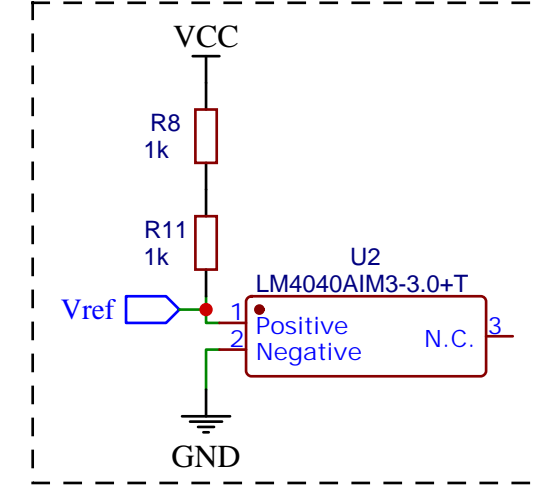 VCC
R8
1k
R11
1k
U2
LM4040AIM3-3.0+T
Vref
1
Positive
2
Negative
N.C.
3
GND